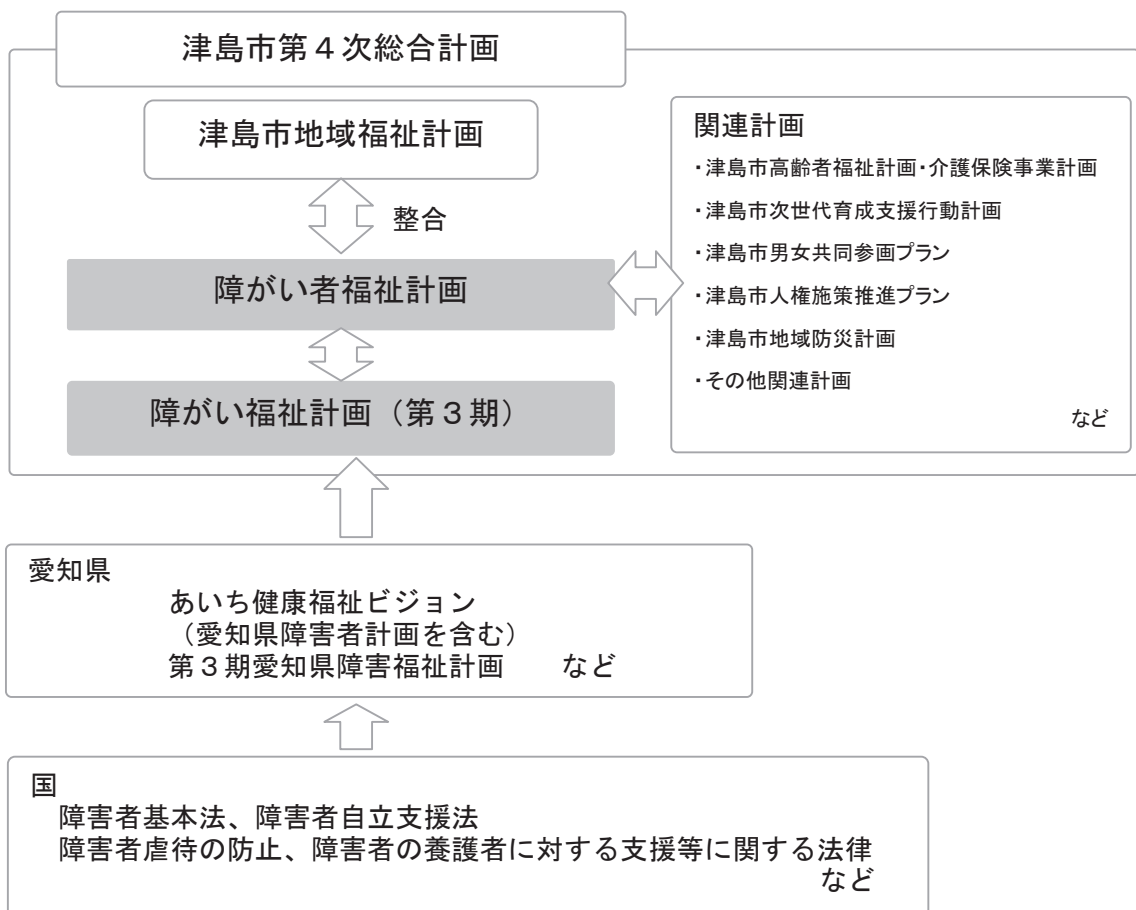 津島市第４次総合計画
津島市地域福祉計画
整合
障がい者福祉計画
障がい福祉計画（第３期）
関連計画
・津島市高齢者福祉計画・介護保険事業計画
・津島市次世代育成支援行動計画
・津島市男女共同参画プラン
・津島市人権施策推進プラン
・津島市地域防災計画
・その他関連計画
など
愛知県
あいち健康福祉ビジョン
（愛知県障害者計画を含む）
第３期愛知県障害福祉計画　　など
国
障害者基本法、障害者自立支援法
障害者虐待の防止、障害者の養護者に対する支援等に関する法律
など